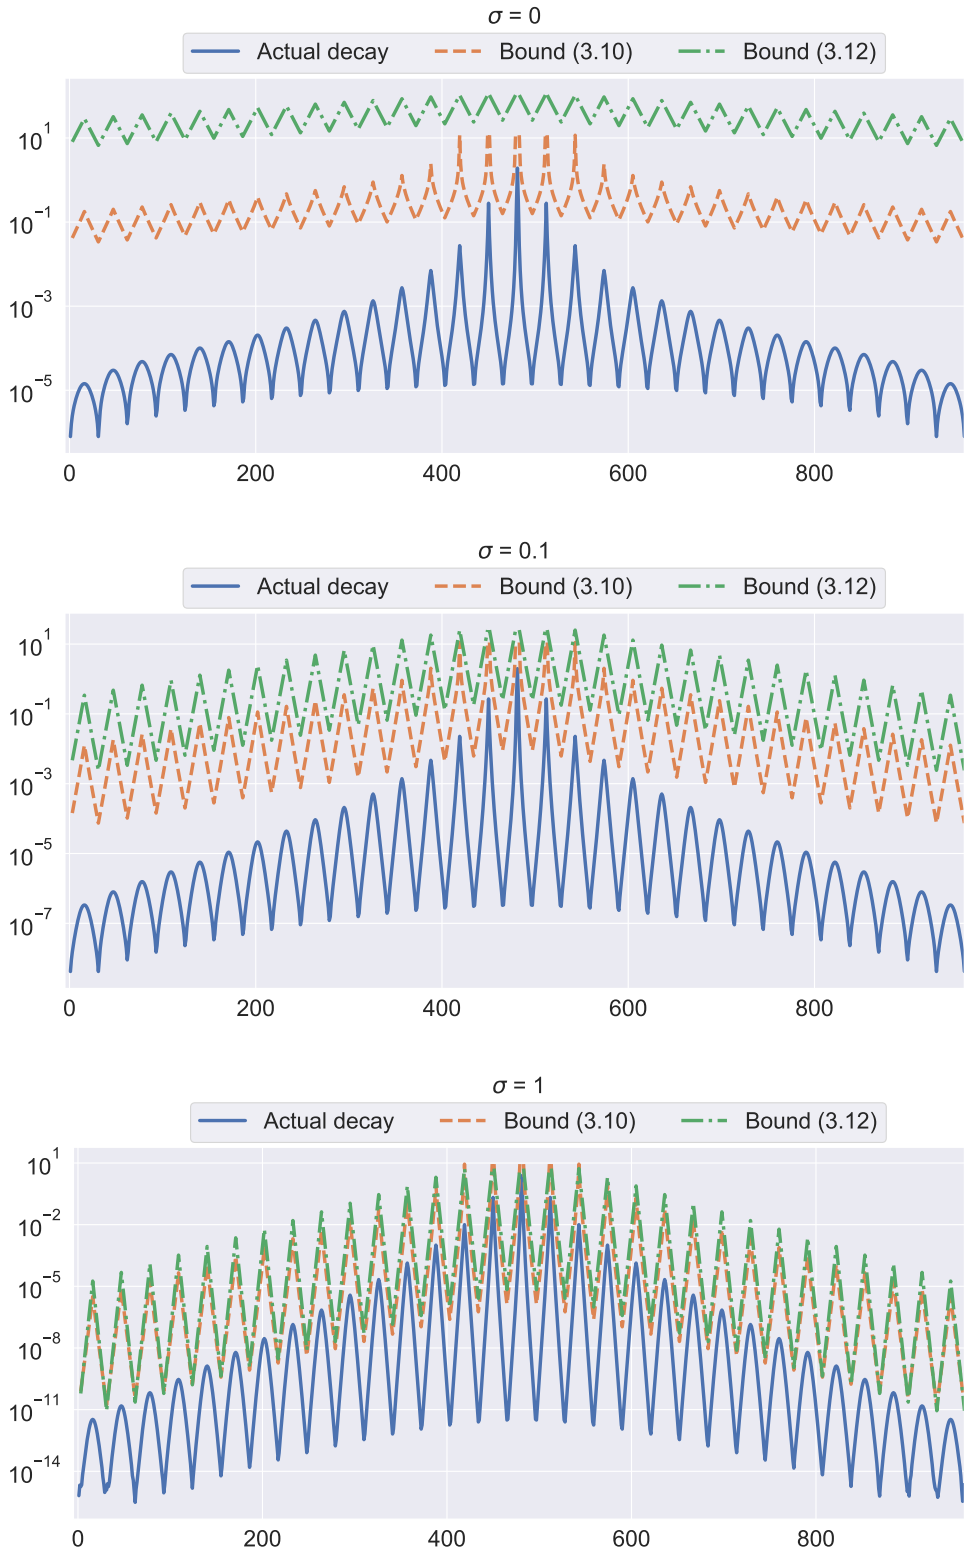 σ = 0
Actual decay Bound (3.10) Bound (3.12)
10^1
10^−1
10^−3
10^−5
0 200 400 600 800
σ = 0.1
Actual decay Bound (3.10) Bound (3.12)
10^1
10^−1
10^−3
10^−5
10^−7
0 200 400 600 800
σ = 1
Actual decay Bound (3.10) Bound (3.12)
10^1
10^−2
10^−5
10^−8
10^−11
10^−14
0 200 400 600 800